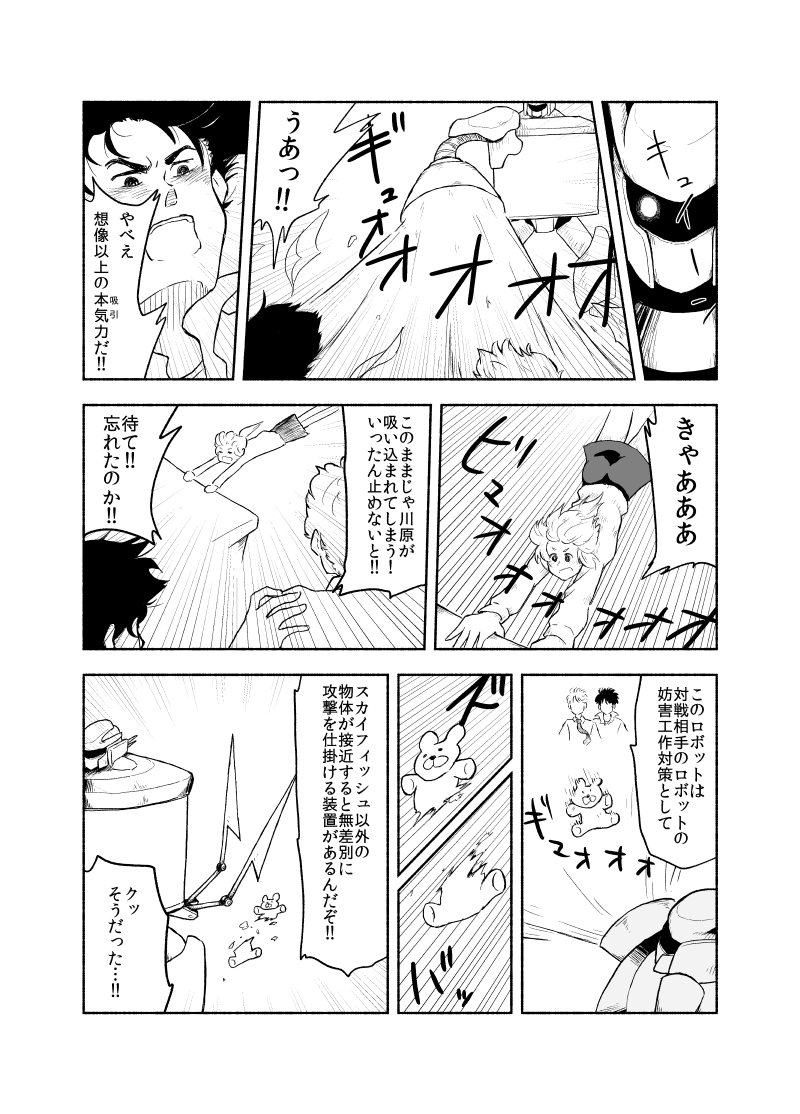 キュ
ギュオオオオオ
うあっ!!
やべえ
想像以上の本気力だ!!
吸引
きゃあああ
ビュオオオオオオ
このままじゃ川原が
吸い込まれてしまう!
いったん止めないと!!
待て!!
忘れたのか!!
このロボットは
対戦相手のロボットの
妨害工作対策として
ギュオオオ
ズ
バッ
スカイフィッシュ以外の
物体が接近すると無差別に
攻撃を仕掛ける装置があるんだぞ!!
クッ
そうだった…!!